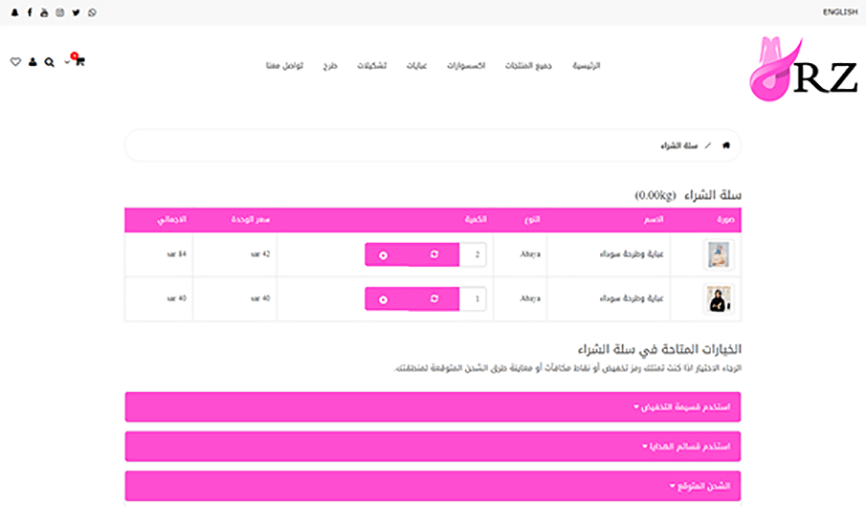 ENGLISH
RZ
الرئيسية جميع المنتجات اكسسوارات عبايات تشكيلات طرح تواصل معنا
/ سلة الشراء
سلة الشراء (0.00kg)
صورة الاسم النوع الكمية سعر الوحدة الاجمالي
عباية وطرحة سوداء Abaya 2 sar 42 sar 84
عباية وطرحة سوداء Abaya 1 sar 40 sar 40
الخيارات المتاحة في سلة الشراء
الرجاء الاختيار اذا كنت تمتلك رمز تخفيض أو نقاط مكافآت أو معاينة طرق الشحن المتوقعة لمنطقتك.
استخدم قسيمة التخفيض
استخدم قسائم الهدايا
الشحن المتوقع